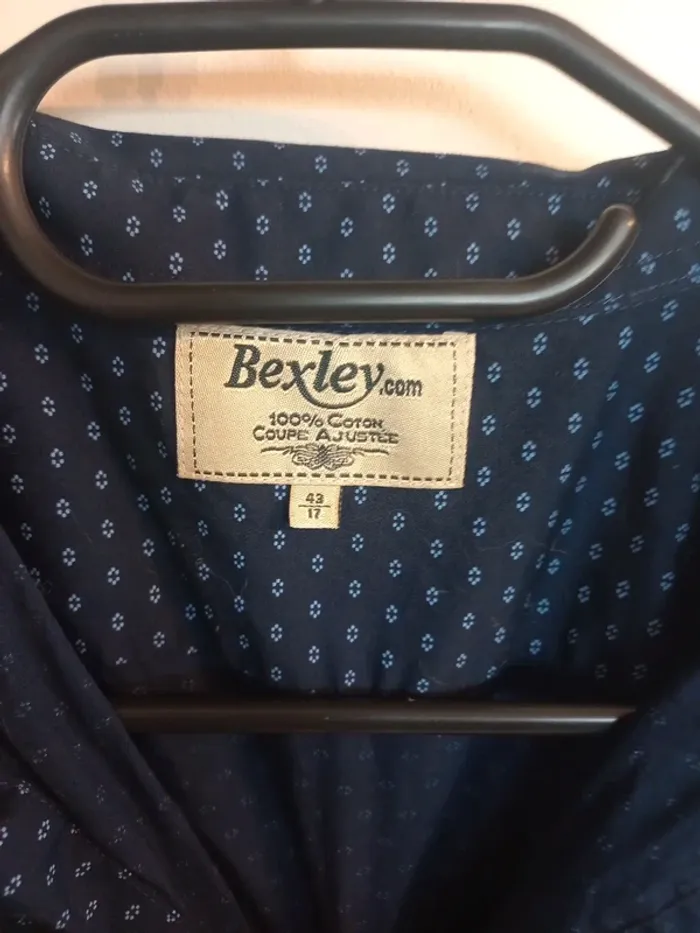 Bexley.com
100% COTON
COUPE AJUSTÉE
43
17